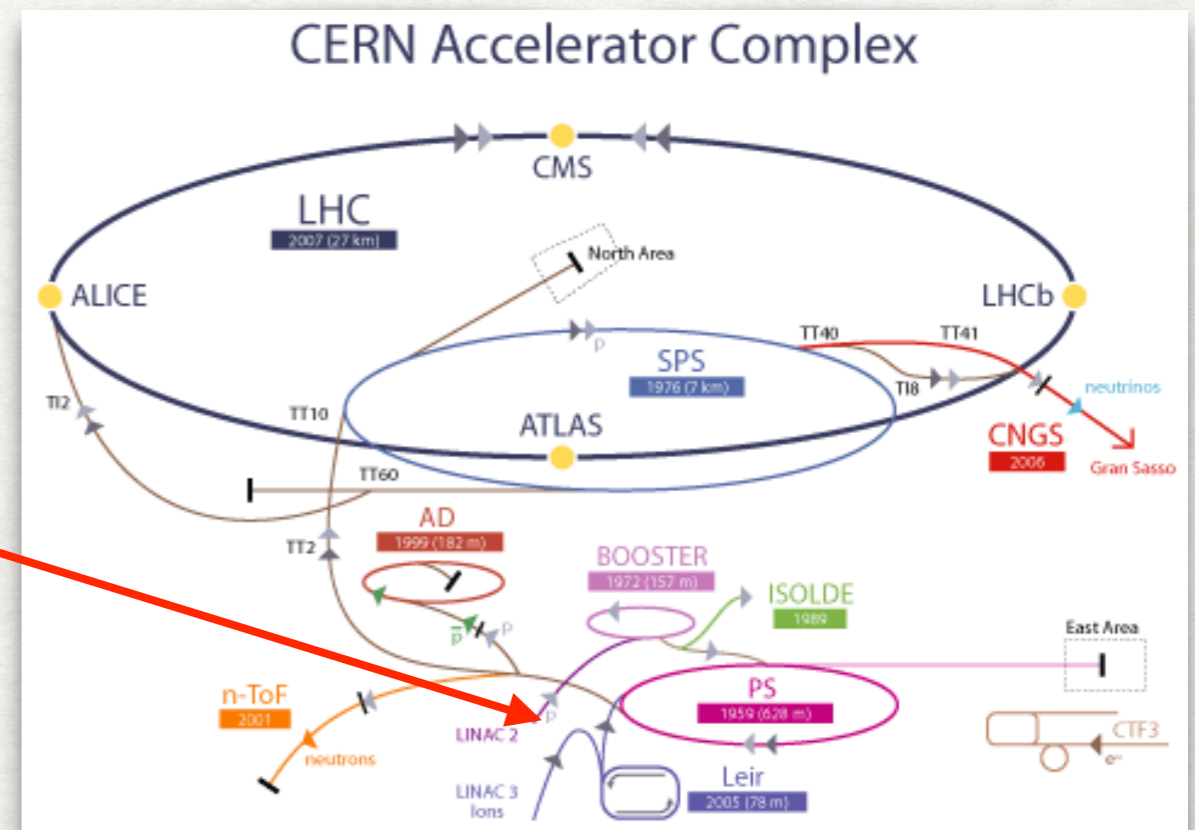 CERN Accelerator Complex
CMS
LHC
2007 (27 km)
North Area
ALICE
LHCb
TT40
TT41
p
SPS
1976 (7 km)
TI8
neutrinos
TI2
TT10
ATLAS
CNGS
2006
Gran Sasso
TT60
AD
1999 (182 m)
TT2
BOOSTER
1972 (157 m)
ISOLDE
1989
p̅
p
East Area
n-ToF
2001
PS
1959 (628 m)
p
LINAC 2
neutrons
CTF3
e–
LINAC 3
Ions
Leir
2005 (78 m)